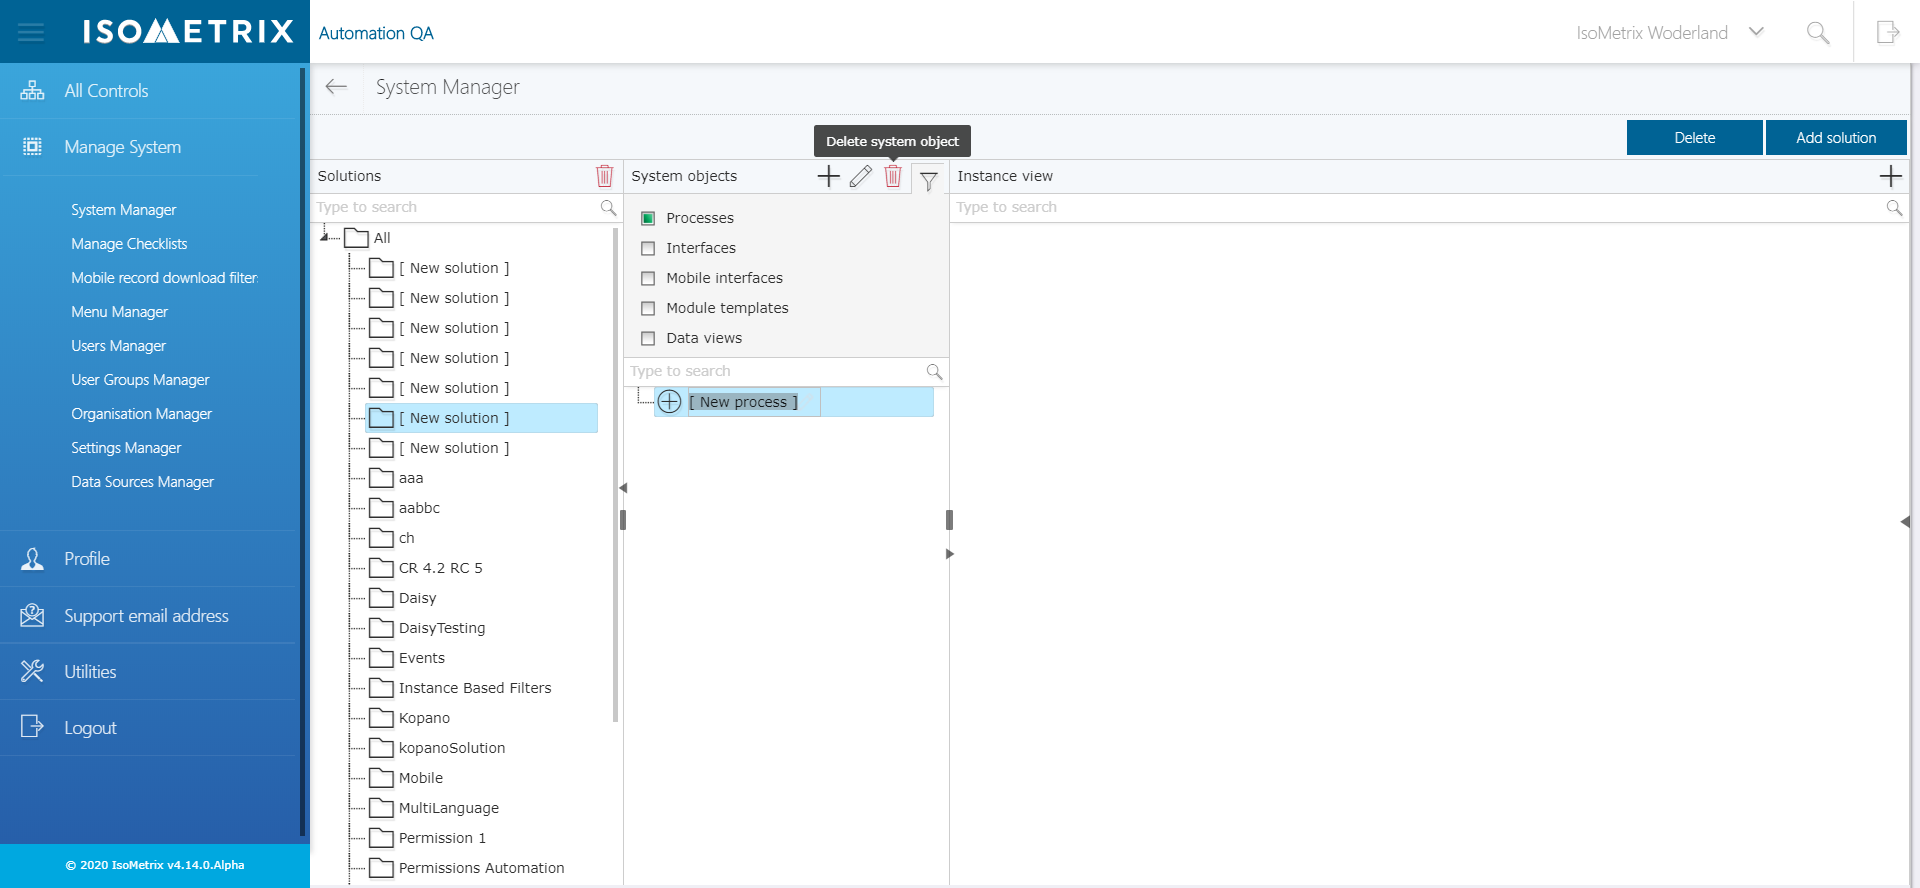 ISOMETRIX
Automation QA
IsoMetrix Woderland
All Controls
Manage System
System Manager
Manage Checklists
Mobile record download filter
Menu Manager
Users Manager
User Groups Manager
Organisation Manager
Settings Manager
Data Sources Manager
Profile
Support email address
Utilities
Logout
© 2020 IsoMetrix v4.14.0.Alpha
System Manager
Delete system object
Delete
Add solution
Solutions
Type to search
All
[ New solution ]
[ New solution ]
[ New solution ]
[ New solution ]
[ New solution ]
[ New solution ]
[ New solution ]
aaa
aabbc
ch
CR 4.2 RC 5
Daisy
DaisyTesting
Events
Instance Based Filters
Kopano
kopanoSolution
Mobile
MultiLanguage
Permission 1
Permissions Automation
System objects
Processes
Interfaces
Mobile interfaces
Module templates
Data views
Type to search
[ New process ]
Instance view
Type to search